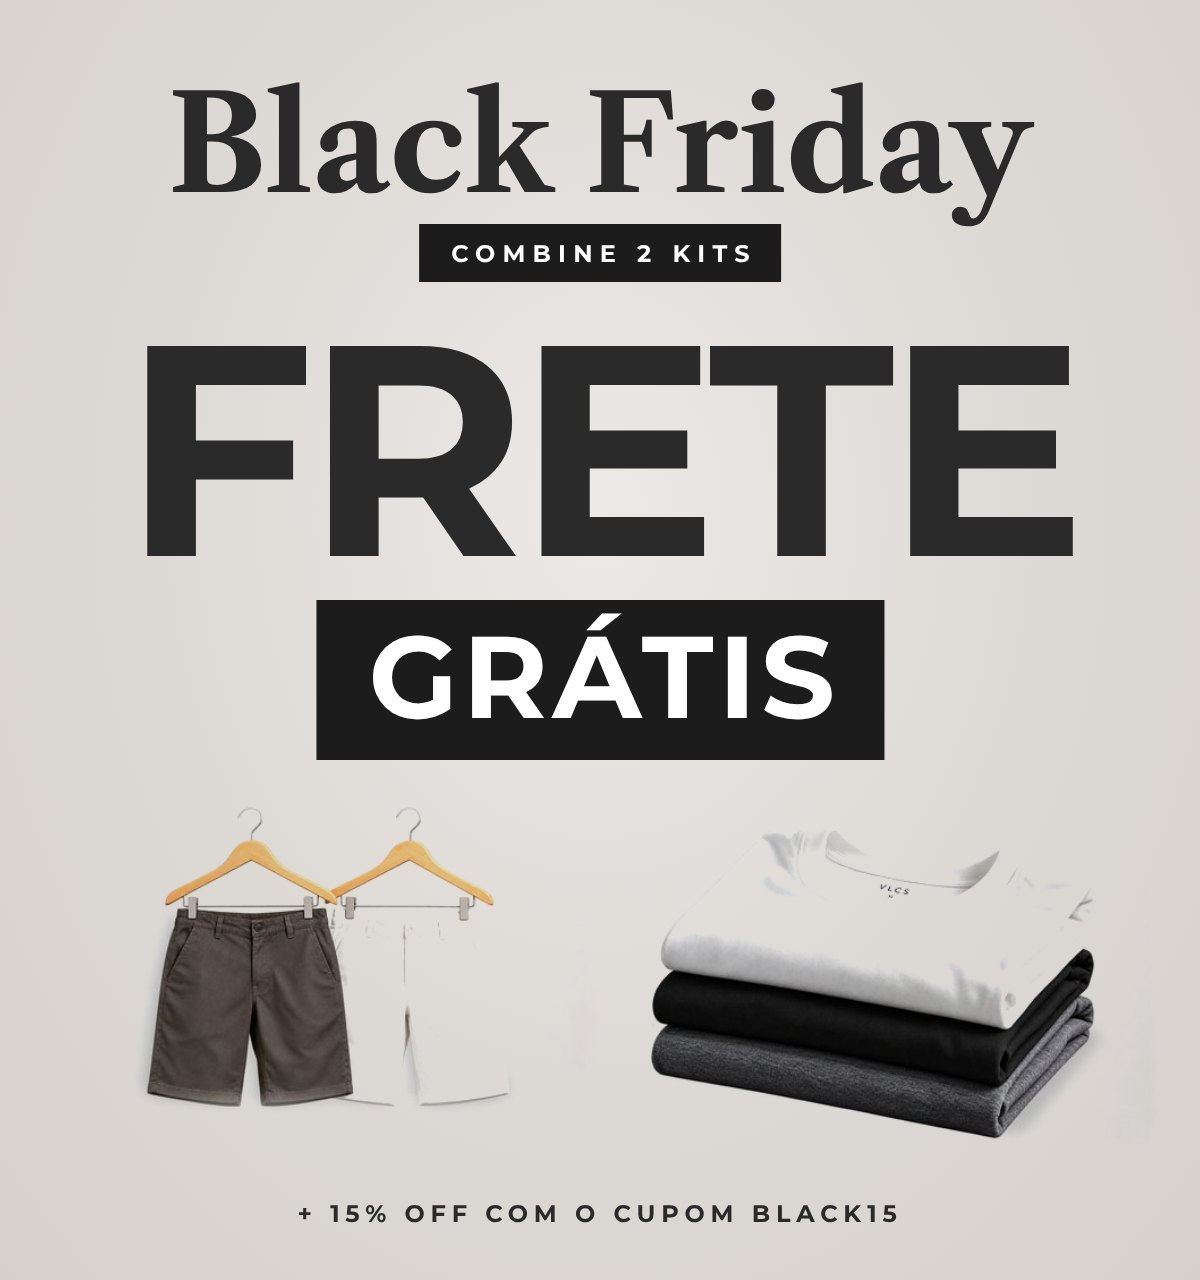 Black Friday
COMBINE 2 KITS
FRETE
GRÁTIS
VLCS
+ 15% OFF COM O CUPOM BLACK15